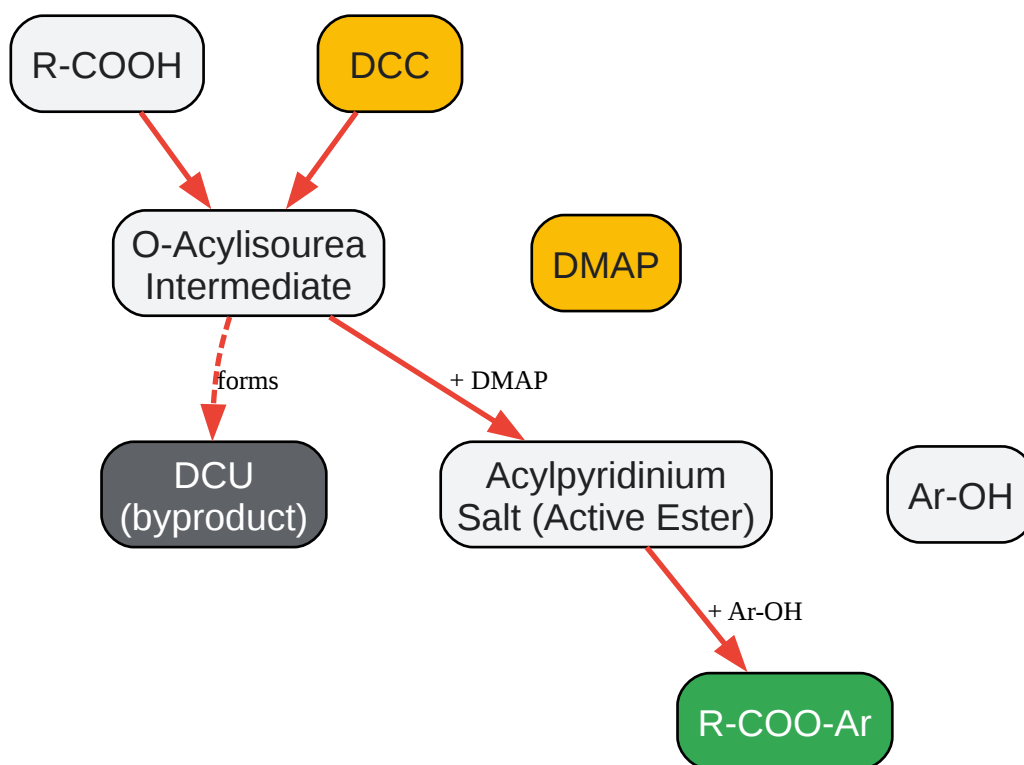 R-COOH
DCC
O-Acylisourea
Intermediate
DMAP
forms
+ DMAP
DCU
(byproduct)
Acylpyridinium
Salt (Active Ester)
Ar-OH
+ Ar-OH
R-COO-Ar